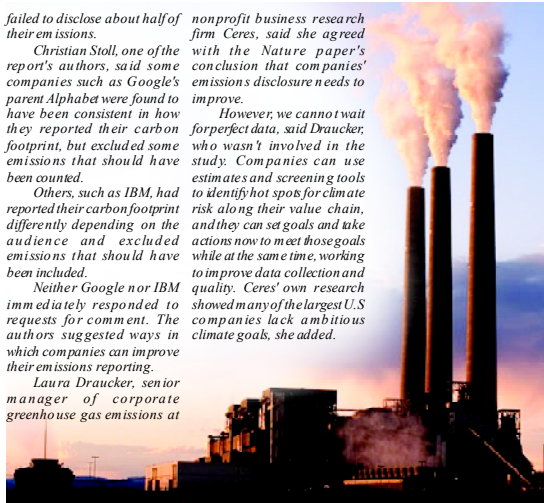 failed to disclose about half of
their emissions.
Christian Stoll, one of the
report's authors, said some
companies such as Google's
parent Alphabet were found to
have been consistent in how
they reported their carbon
footprint, but excluded some
emissions that should have
been counted.
Others, such as IBM, had
reported their carbon footprint
differently depending on the
audience and excluded
emissions that should have
been included.
Neither Google nor IBM
immediately responded to
requests for comment. The
authors suggested ways in
which companies can improve
their emissions reporting.
Laura Draucker, senior
manager of corporate
greenhouse gas emissions at
nonprofit business research
firm Ceres, said she agreed
with the Nature paper's
conclusion that companies'
emissions disclosure needs to
improve.
However, we cannot wait
for perfect data, said Draucker,
who wasn't involved in the
study. Companies can use
estimates and screening tools
to identify hot spots for climate
risk along their value chain,
and they can set goals and take
actions now to meet those goals
while at the same time, working
to improve data collection and
quality. Ceres' own research
showed many of the largest U.S
companies lack ambitious
climate goals, she added.